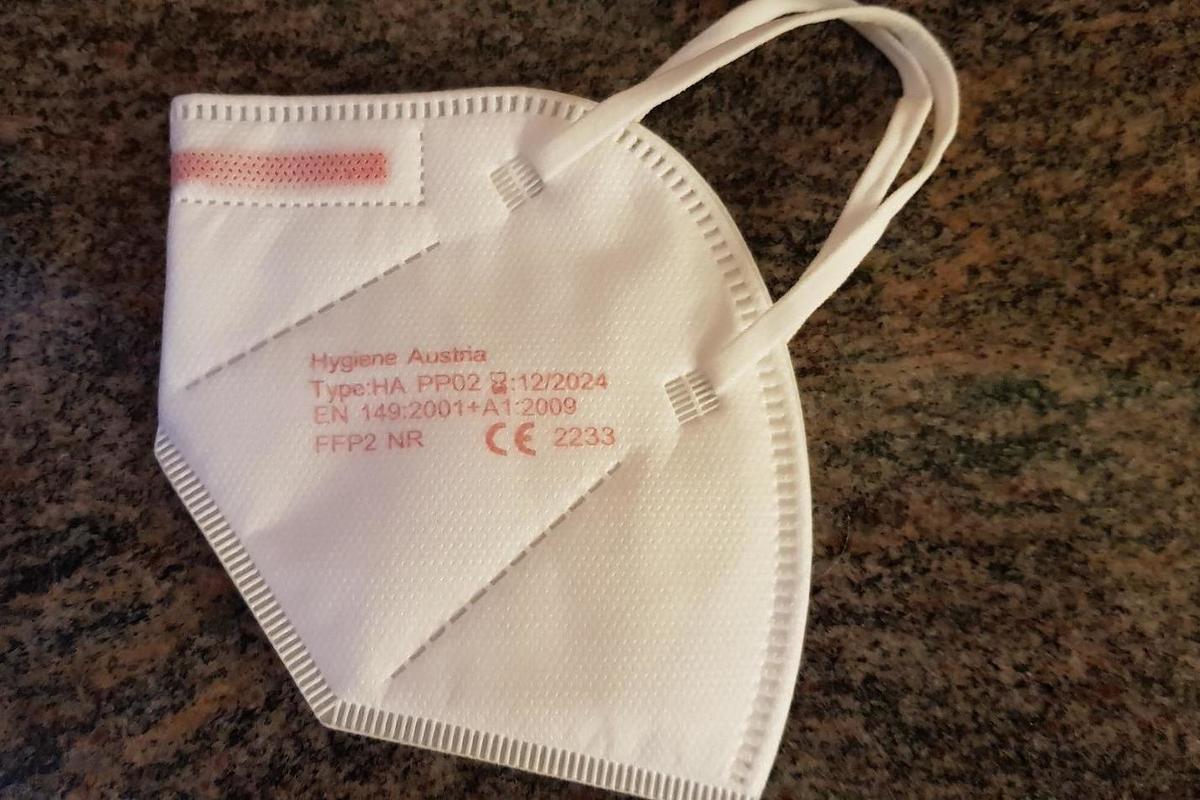 Hygiene Austria
Type:HA PP02 ⌛:12/2024
EN 149:2001+A1:2009
FFP2 NR CE 2233